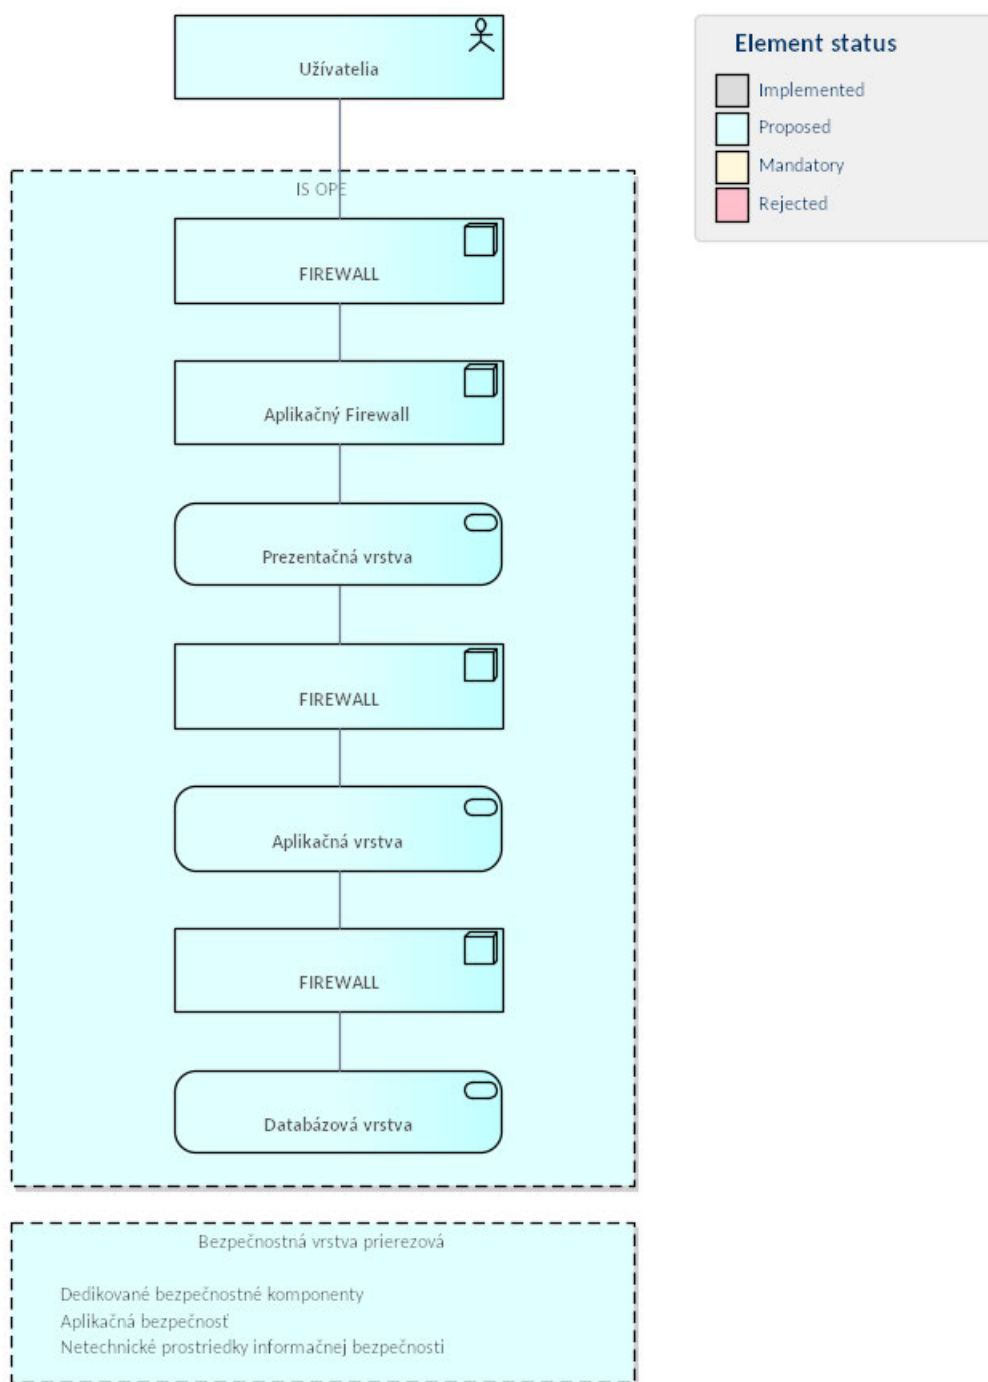 Užívatelia
IS OPE
FIREWALL
Aplikačný Firewall
Prezentačná vrstva
FIREWALL
Aplikačná vrstva
FIREWALL
Databázová vrstva
Bezpečnostná vrstva prierezová
Dedikované bezpečnostné komponenty
Aplikačná bezpečnosť
Netechnické prostriedky informačnej bezpečnosti
Element status
Implemented
Proposed
Mandatory
Rejected